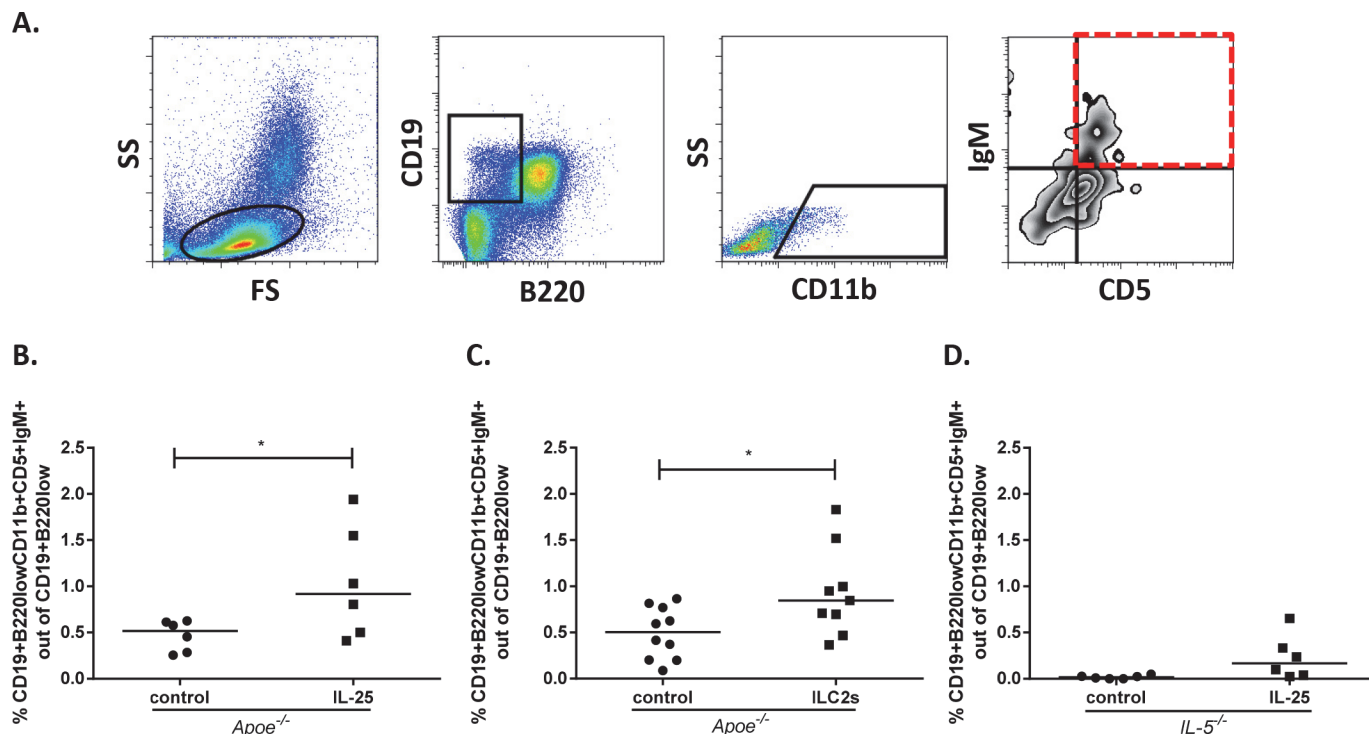 A.
SS
FS
CD19
B220
SS
CD11b
IgM
CD5
B.
% CD19+B220lowCD11b+CD5+IgM+
out of CD19+B220low
2.5
2.0
1.5
1.0
0.5
0.0
*
control
IL-25
Apoe-/-
C.
% CD19+B220lowCD11b+CD5+IgM+
out of CD19+B220low
2.5
2.0
1.5
1.0
0.5
0.0
*
control
ILC2s
Apoe-/-
D.
% CD19+B220lowCD11b+CD5+IgM+
out of CD19+B220low
2.5
2.0
1.5
1.0
0.5
0.0
control
IL-25
IL-5-/-